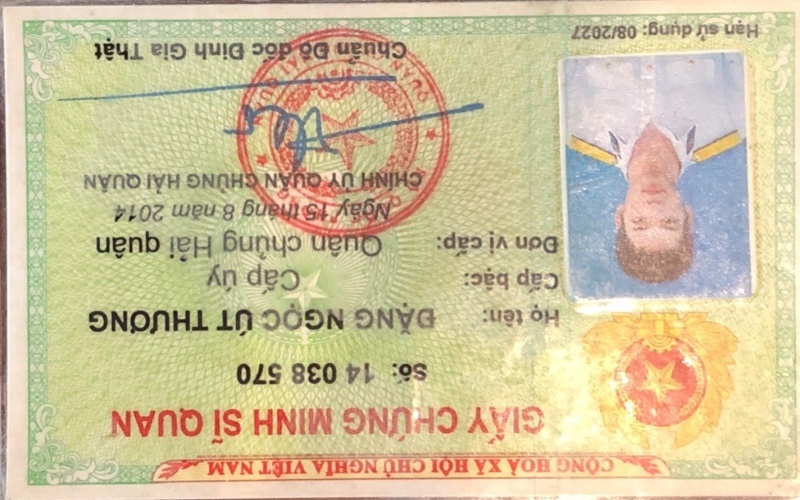 CỘNG HOÀ XÃ HỘI CHỦ NGHĨA VIỆT NAM
GIẤY CHỨNG MINH SĨ QUAN
Số: 14 038 570
Họ tên: ĐẶNG NGỌC ÚT THƯƠNG
Cấp bậc: Cấp úy
Đơn vị cấp: Quân chủng Hải quân
Ngày 15 tháng 8 năm 2014
CHÍNH ỦY QUÂN CHỦNG HẢI QUÂN
Chuẩn Đô đốc Đinh Gia Thật
Hạn sử dụng: 08/2027